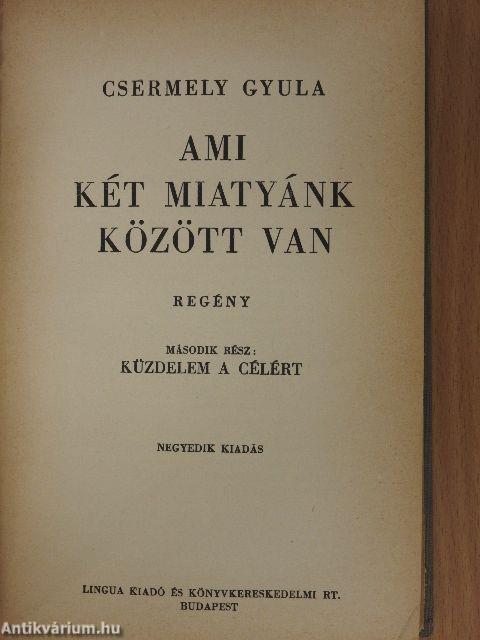 CSERMELY GYULA
AMI
KÉT MIATYÁNK
KÖZÖTT VAN
REGÉNY
MÁSODIK RÉSZ:
KÜZDELEM A CÉLÉRT
NEGYEDIK KIADÁS
LINGUA KIADÓ ÉS KÖNYVKERESKEDELMI RT.
BUDAPEST
Antikvárium.hu